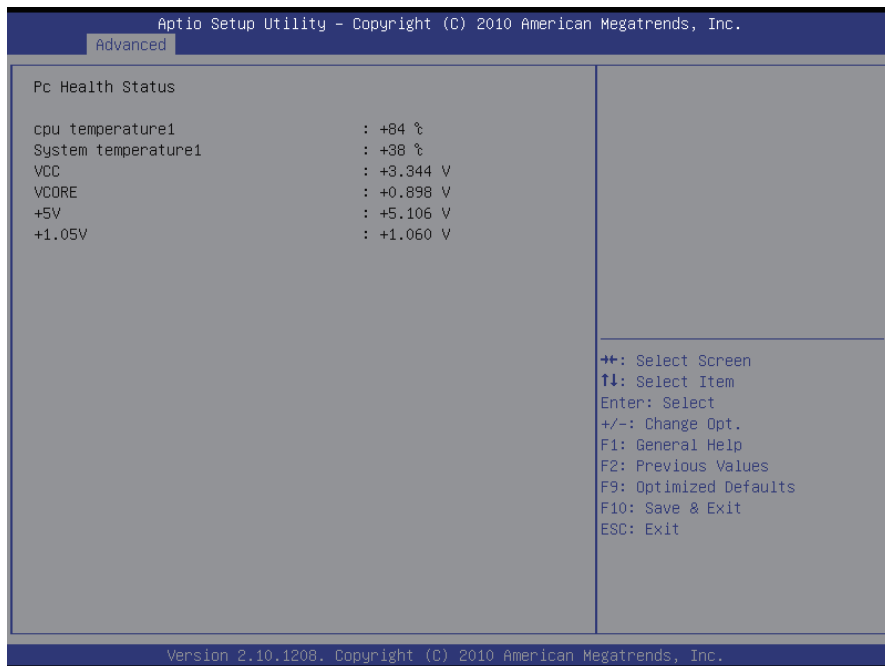 Aptio Setup Utility – Copyright (C) 2010 American Megatrends, Inc.
Advanced
Pc Health Status
cpu temperature1 : +84 ℃
System temperature1 : +38 ℃
VCC : +3.344 V
VCORE : +0.898 V
+5V : +5.106 V
+1.05V : +1.060 V
→←: Select Screen
↑↓: Select Item
Enter: Select
+/-: Change Opt.
F1: General Help
F2: Previous Values
F9: Optimized Defaults
F10: Save & Exit
ESC: Exit
Version 2.10.1208. Copyright (C) 2010 American Megatrends, Inc.